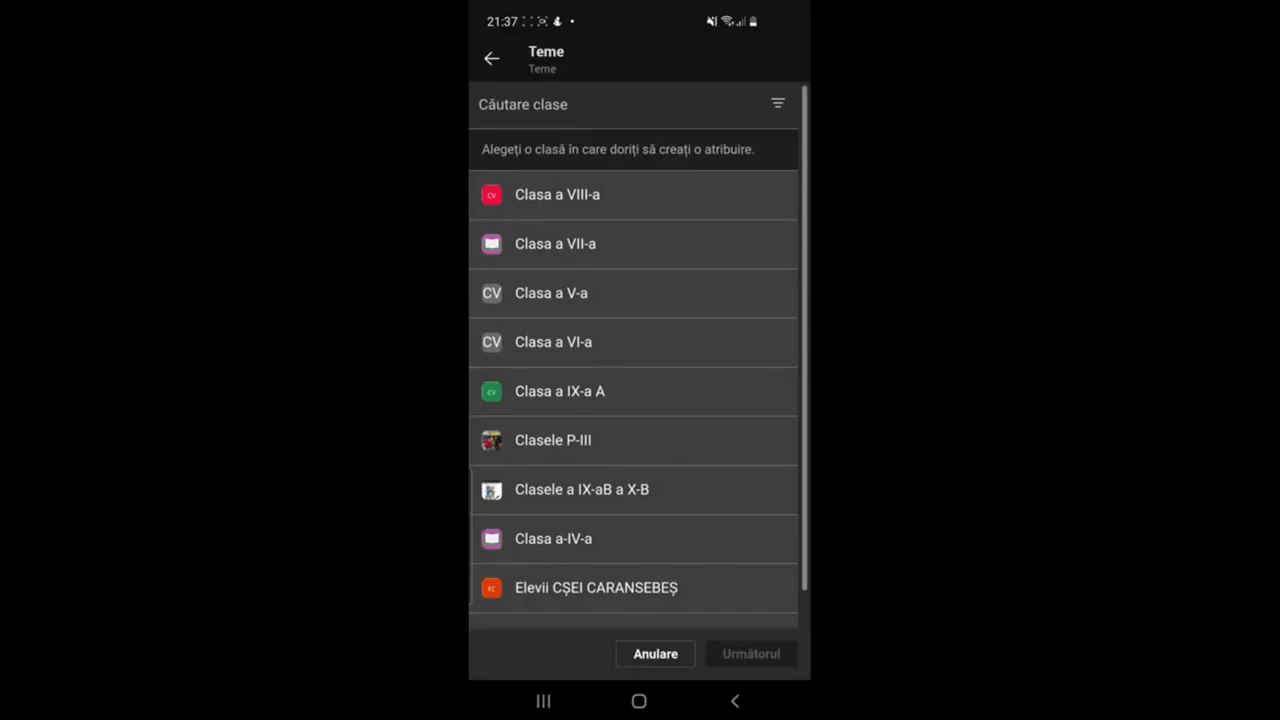 21:37
Teme
Teme
Căutare clase
Alegeți o clasă în care doriți să creați o atribuire.
CV Clasa a VIII-a
Clasa a VII-a
CV Clasa a V-a
CV Clasa a VI-a
CV Clasa a IX-a A
Clasele P-III
Clasele a IX-aB a X-B
Clasa a-IV-a
EC Elevii CȘEI CARANSEBEȘ
Anulare Următorul